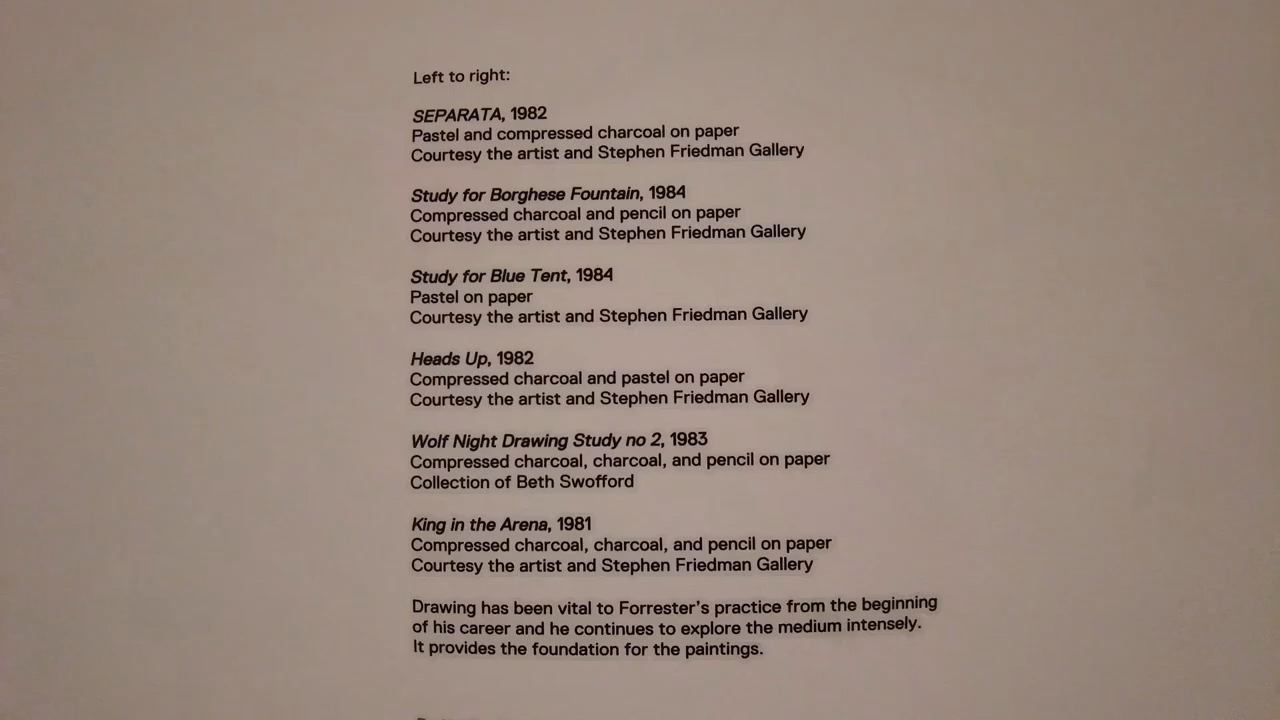 Left to right:
SEPARATA, 1982
Pastel and compressed charcoal on paper
Courtesy the artist and Stephen Friedman Gallery
Study for Borghese Fountain, 1984
Compressed charcoal and pencil on paper
Courtesy the artist and Stephen Friedman Gallery
Study for Blue Tent, 1984
Pastel on paper
Courtesy the artist and Stephen Friedman Gallery
Heads Up, 1982
Compressed charcoal and pastel on paper
Courtesy the artist and Stephen Friedman Gallery
Wolf Night Drawing Study no 2, 1983
Compressed charcoal, charcoal, and pencil on paper
Collection of Beth Swofford
King in the Arena, 1981
Compressed charcoal, charcoal, and pencil on paper
Courtesy the artist and Stephen Friedman Gallery
Drawing has been vital to Forrester’s practice from the beginning
of his career and he continues to explore the medium intensely.
It provides the foundation for the paintings.